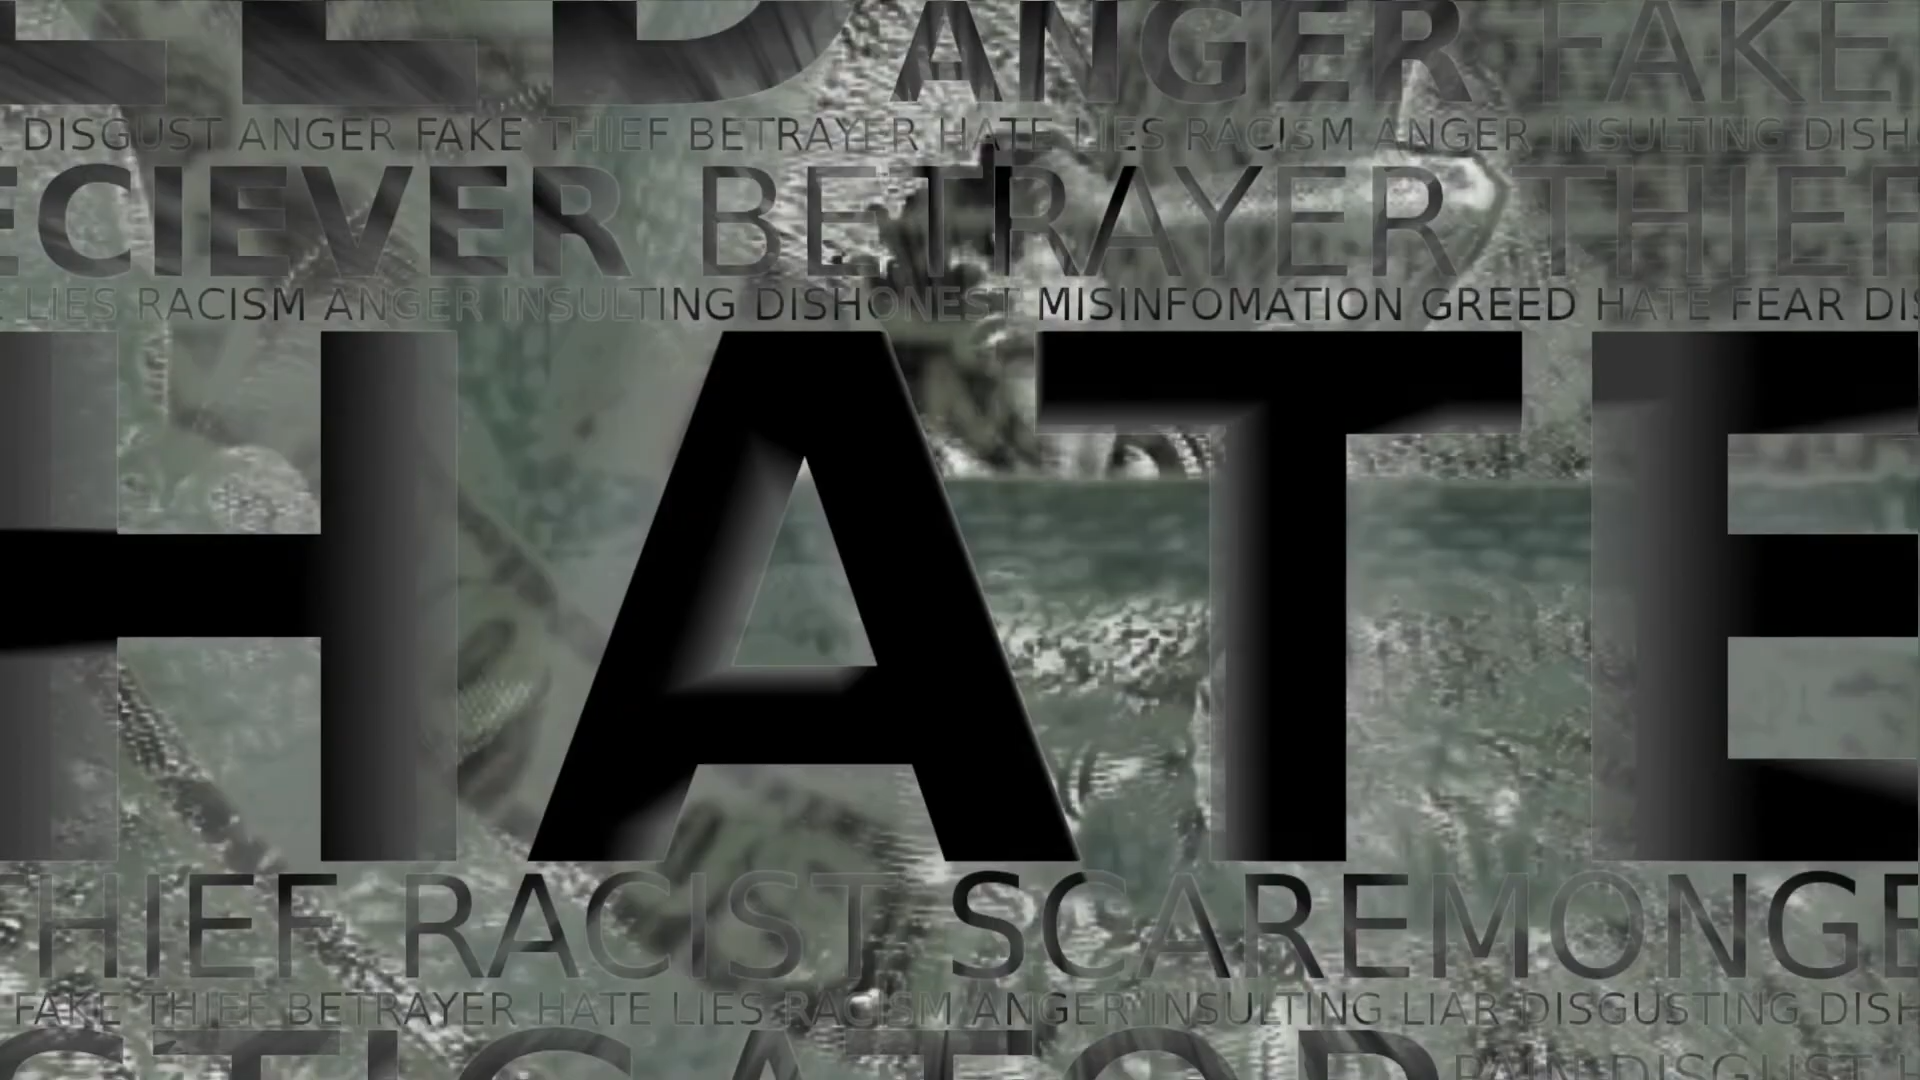 ANGER FAKE
DISGUST ANGER FAKE THIEF BETRAYER HATE LIES RACISM ANGER INSULTING DISH
ECIEVER BETRAYER THIEF
LIES RACISM ANGER INSULTING DISHONEST MISINFOMATION GREED HATE FEAR DIS
HATE
THIEF RACIST SCAREMONGE
FAKE THIEF BETRAYER HATE LIES RACISM ANGER INSULTING LIAR DISGUSTING DISH
STIGATOR PAIN DISGUST